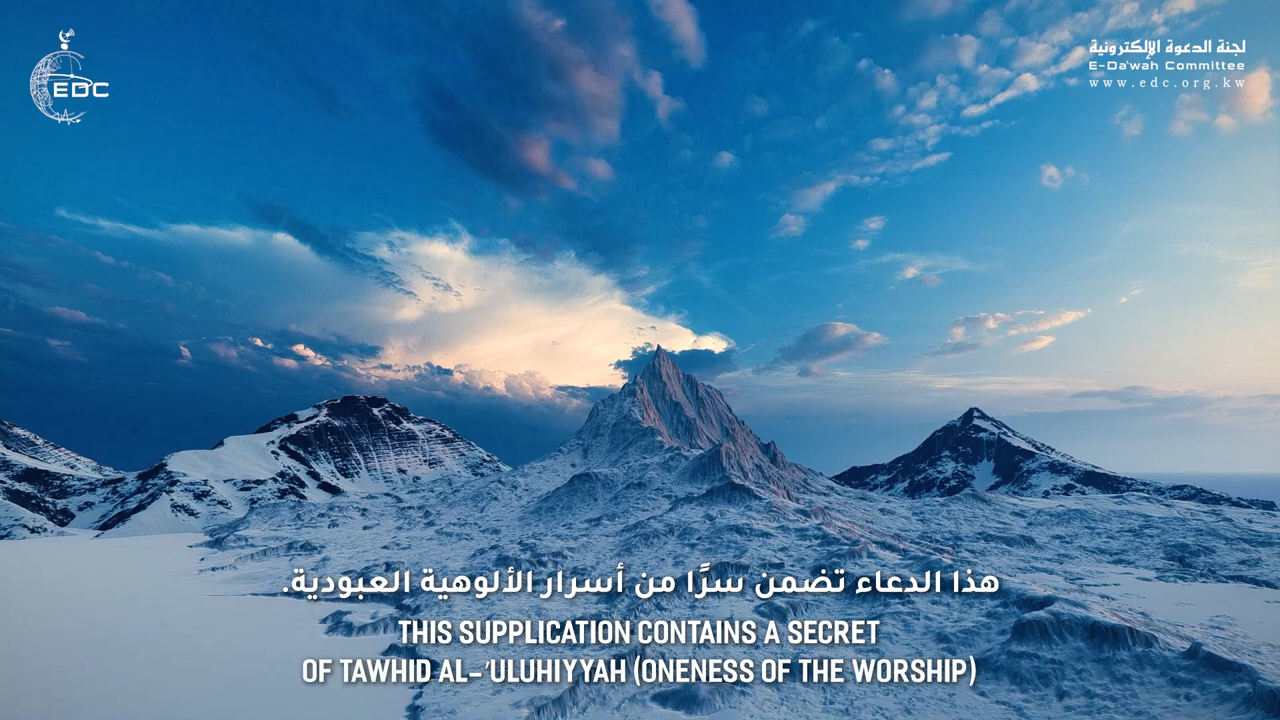 EDC
لجنة الدعوة الإلكترونية
E-Da'wah Committee
www.edc.org.kw
هذا الدعاء تضمن سرًا من أسرار الألوهية العبودية.
THIS SUPPLICATION CONTAINS A SECRET
OF TAWHID AL-'ULUHIYYAH (ONENESS OF THE WORSHIP)